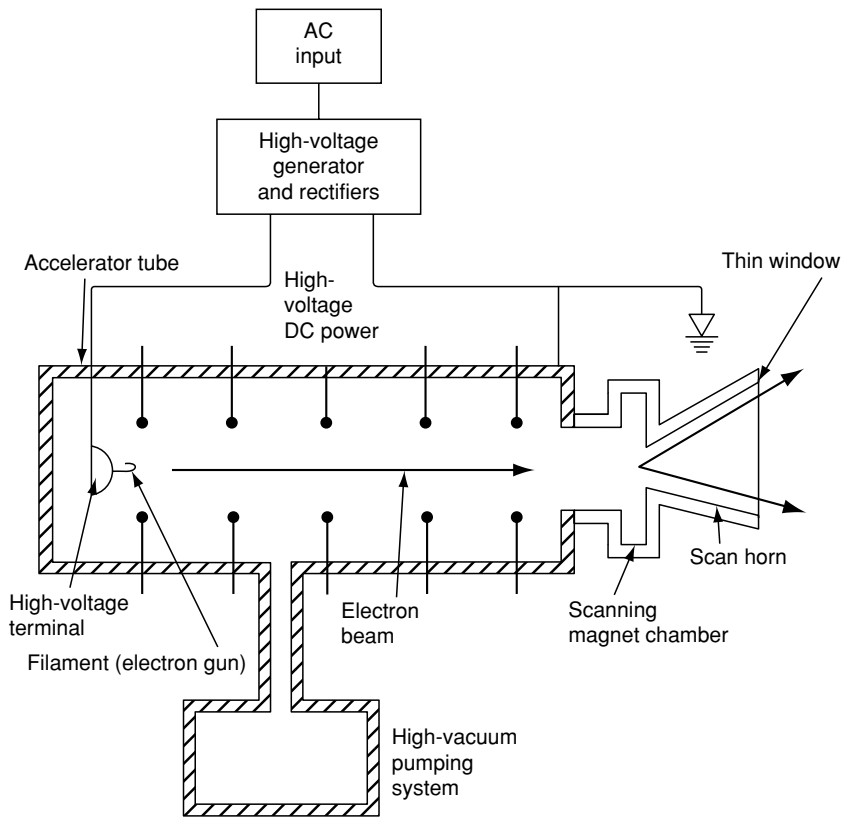 AC
input
High-voltage
generator
and rectifiers
Accelerator tube
High-
voltage
DC power
Thin window
High-voltage
terminal
Filament (electron gun)
Electron
beam
Scanning
magnet chamber
Scan horn
High-vacuum
pumping
system